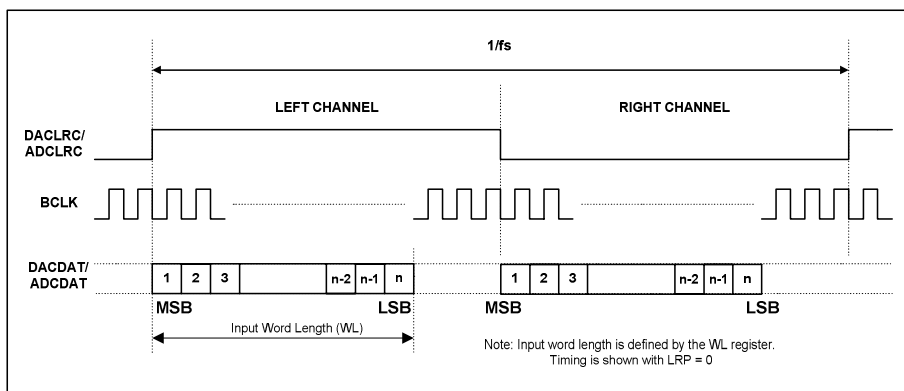 1/fs
LEFT CHANNEL RIGHT CHANNEL
DACLRC/
ADCLRC
BCLK
DACDAT/
ADCDAT
1 2 3 n-2 n-1 n 1 2 3 n-2 n-1 n
MSB LSB MSB LSB
Input Word Length (WL)
Note: Input word length is defined by the WL register.
Timing is shown with LRP = 0